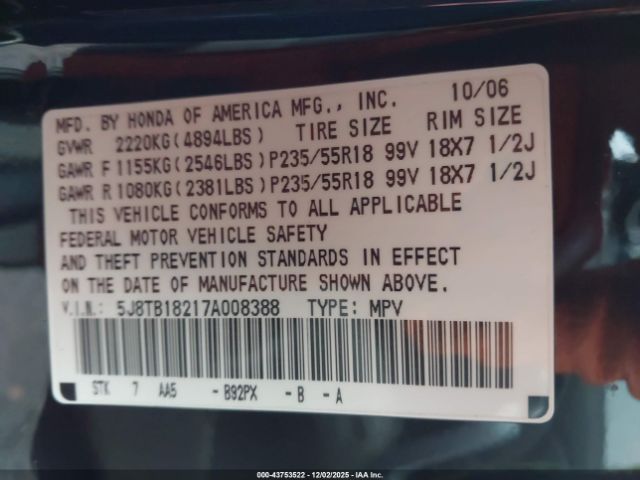 MFD. BY HONDA OF AMERICA MFG., INC. 10/06
GVWR 2220KG(4894LBS) TIRE SIZE RIM SIZE
GAWR F 1155KG(2546LBS) P235/55R18 99V 18X7 1/2J
GAWR R 1080KG(2381LBS) P235/55R18 99V 18X7 1/2J
THIS VEHICLE CONFORMS TO ALL APPLICABLE
FEDERAL MOTOR VEHICLE SAFETY
AND THEFT PREVENTION STANDARDS IN EFFECT
ON THE DATE OF MANUFACTURE SHOWN ABOVE.
V.I.N.: 5J8TB18217A008388 TYPE: MPV
STK 7 AA5 - B92PX - B - A
000-43753522 - 12/02/2025 - IAA Inc.